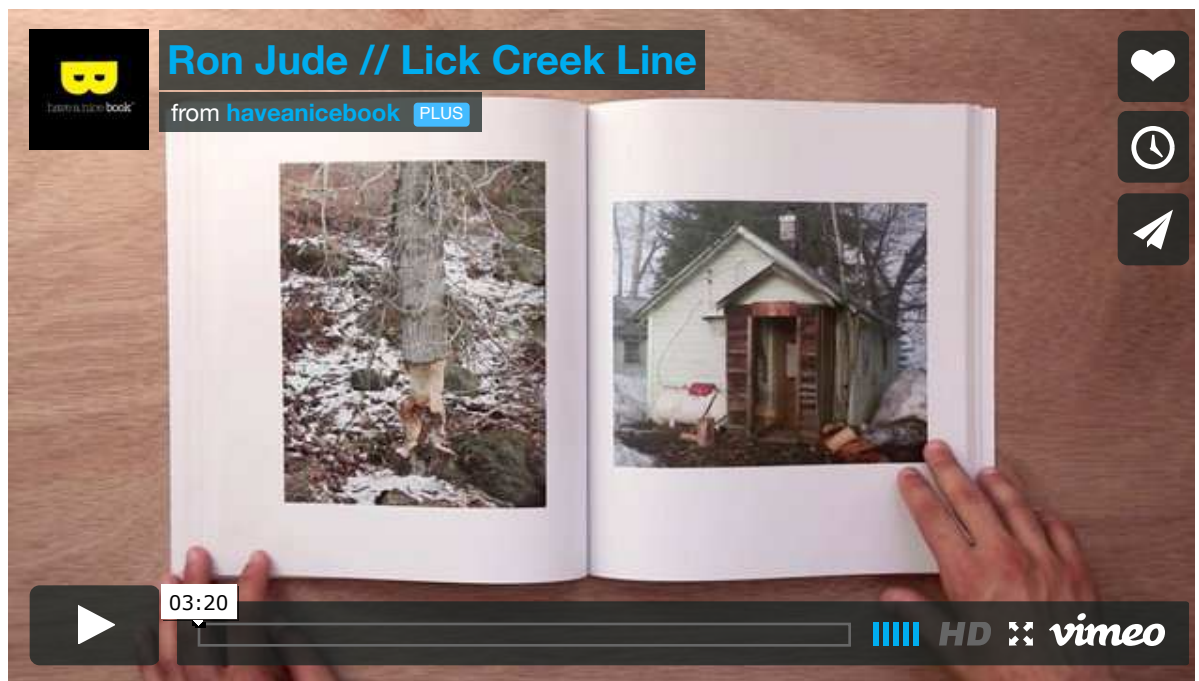 Ron Jude // Lick Creek Line
from haveanicebook PLUS
have a nice book
03:20
HD
vimeo